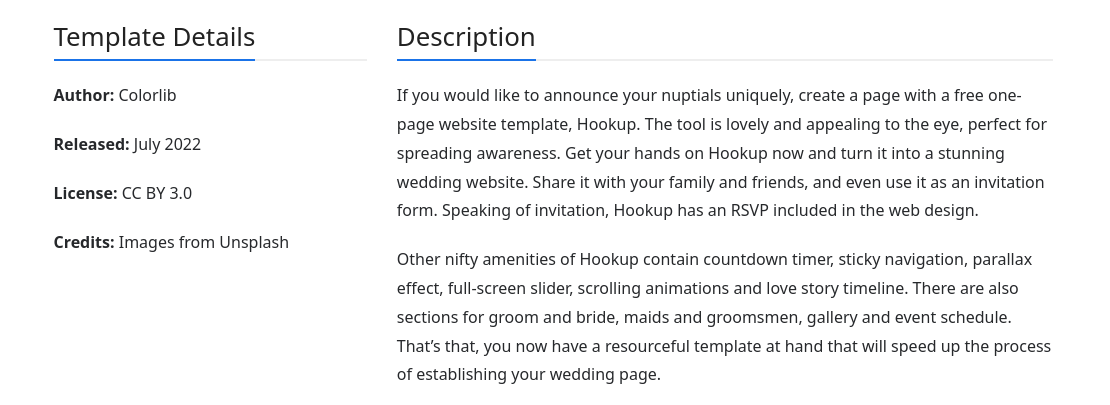 Template Details
Author: Colorlib
Released: July 2022
License: CC BY 3.0
Credits: Images from Unsplash
Description
If you would like to announce your nuptials uniquely, create a page with a free one-
page website template, Hookup. The tool is lovely and appealing to the eye, perfect for
spreading awareness. Get your hands on Hookup now and turn it into a stunning
wedding website. Share it with your family and friends, and even use it as an invitation
form. Speaking of invitation, Hookup has an RSVP included in the web design.
Other nifty amenities of Hookup contain countdown timer, sticky navigation, parallax
effect, full-screen slider, scrolling animations and love story timeline. There are also
sections for groom and bride, maids and groomsmen, gallery and event schedule.
That’s that, you now have a resourceful template at hand that will speed up the process
of establishing your wedding page.